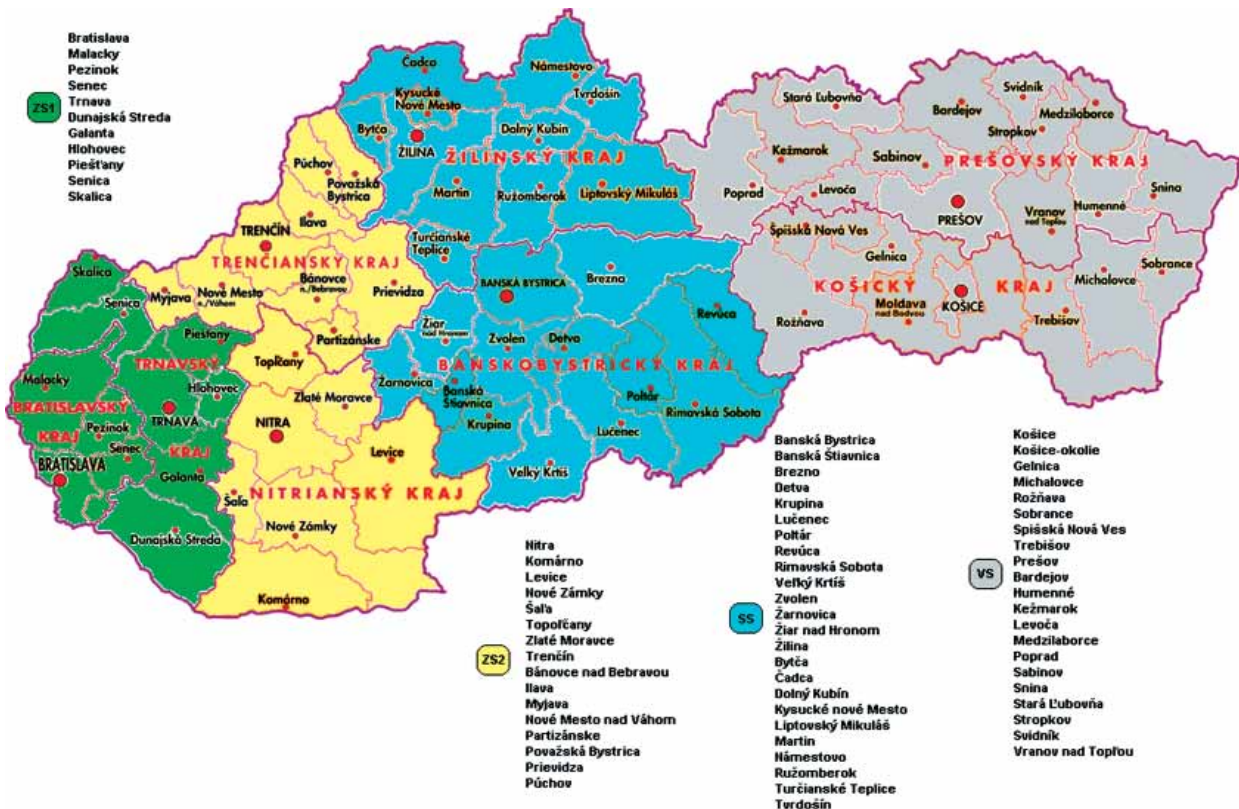 Bratislava
Malacky
Pezinok
Senec
Trnava
Dunajská Streda
Galanta
Hlohovec
Piešťany
Senica
Skalica
ZS1
Čadca
Kysucké
Nové Mesto
Bytča
ŽILINA
Námestovo
Tvrdošín
Dolný Kubín
ŽILINSKÝ KRAJ
Martin
Ružomberok
Liptovský Mikuláš
Turčianské
Teplice
Stará Ľubovňa
Bardejov
Svidník
Medzilaborce
Stropkov
Kežmarok
Sabinov
PREŠOVSKÝ KRAJ
Poprad
Levoča
PREŠOV
Vranov
nad Topľou
Humenné
Snina
Púchov
Považská
Bystrica
Ilava
TRENČÍN
TRENČIANSKÝ KRAJ
Bánovce
n./Bebravou
Prievidza
Myjava
Nové Mesto
n./Váhom
Partizánske
Spišská Nová Ves
Gelnica
KOŠICKÝ KRAJ
Moldava
nad Bodvou
KOŠICE
Rožňava
Trebišov
Michalovce
Sobrance
Skalica
Senica
Piešťany
TRNAVSKÝ
KRAJ
Hlohovec
TRNAVA
Malacky
BRATISLAVSKÝ
KRAJ
Pezinok
Senec
BRATISLAVA
Galanta
Dunajská Streda
Topľčany
Zlaté Moravce
NITRA
Levice
NITRIANSKÝ KRAJ
Šaľa
Nové Zámky
Komárno
BANSKÁ BYSTRICA
Brezna
Revúca
Žiar
nad Hronom
Zvolen
Detva
BANSKOBYSTRICKÝ KRAJ
Žarnovica
Banská
Štiavnica
Krupina
Poltár
Rimavská Sobota
Lučenec
Velký Krtíš
ZS2
Nitra
Komárno
Levice
Nové Zámky
Šaľa
Topoľčany
Zlaté Moravce
Trenčín
Bánovce nad Bebravou
Ilava
Myjava
Nové Mesto nad Váhom
Partizánske
Považská Bystrica
Prievidza
Púchov
SS
Banská Bystrica
Banská Štiavnica
Brezno
Detva
Krupina
Lučenec
Poltár
Revúca
Rimavská Sobota
Veľký Krtíš
Zvolen
Žarnovica
Žiar nad Hronom
Žilina
Bytča
Čadca
Dolný Kubín
Kysucké nové Mesto
Liptovský Mikuláš
Martin
Námestovo
Ružomberok
Turčianské Teplice
Tvrdošín
VS
Košice
Košice-okolie
Gelnica
Michalovce
Rožňava
Sobrance
Spišská Nová Ves
Trebišov
Prešov
Bardejov
Humenné
Kežmarok
Levoča
Medzilaborce
Poprad
Sabinov
Snina
Stará Ľubovňa
Stropkov
Svidník
Vranov nad Topľou